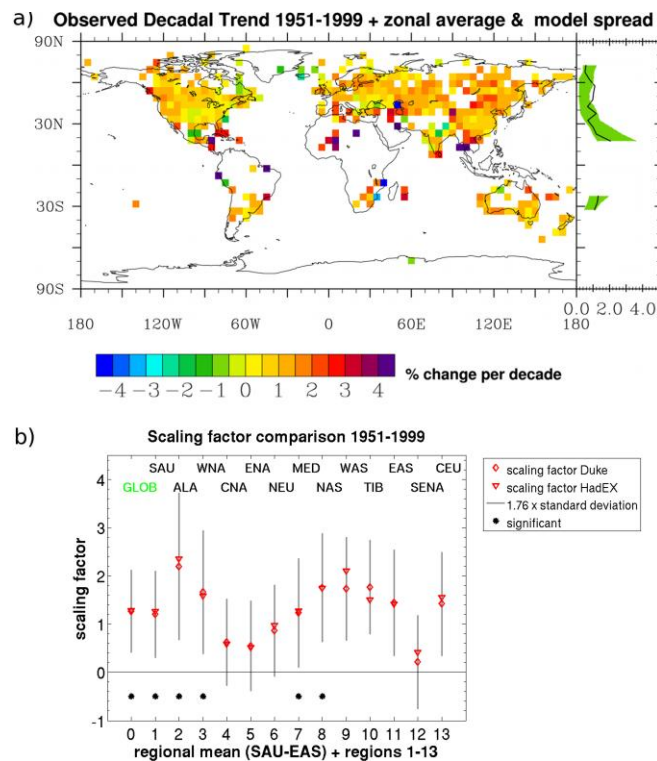 a) Observed Decadal Trend 1951-1999 + zonal average & model spread
90N
30N
30S
90S
180 120W 60W 0 60E 120E 180
0.0 2.0 4.0
-4 -3 -2 -1 0 1 2 3 4
% change per decade
b)
Scaling factor comparison 1951-1999
SAU WNA ENA MED WAS EAS CEU
GLOB ALA CNA NEU NAS TIB SENA
4
3
2
1
0
-1
scaling factor
0 1 2 3 4 5 6 7 8 9 10 11 12 13
regional mean (SAU-EAS) + regions 1-13
scaling factor Duke
scaling factor HadEX
1.76 x standard deviation
significant